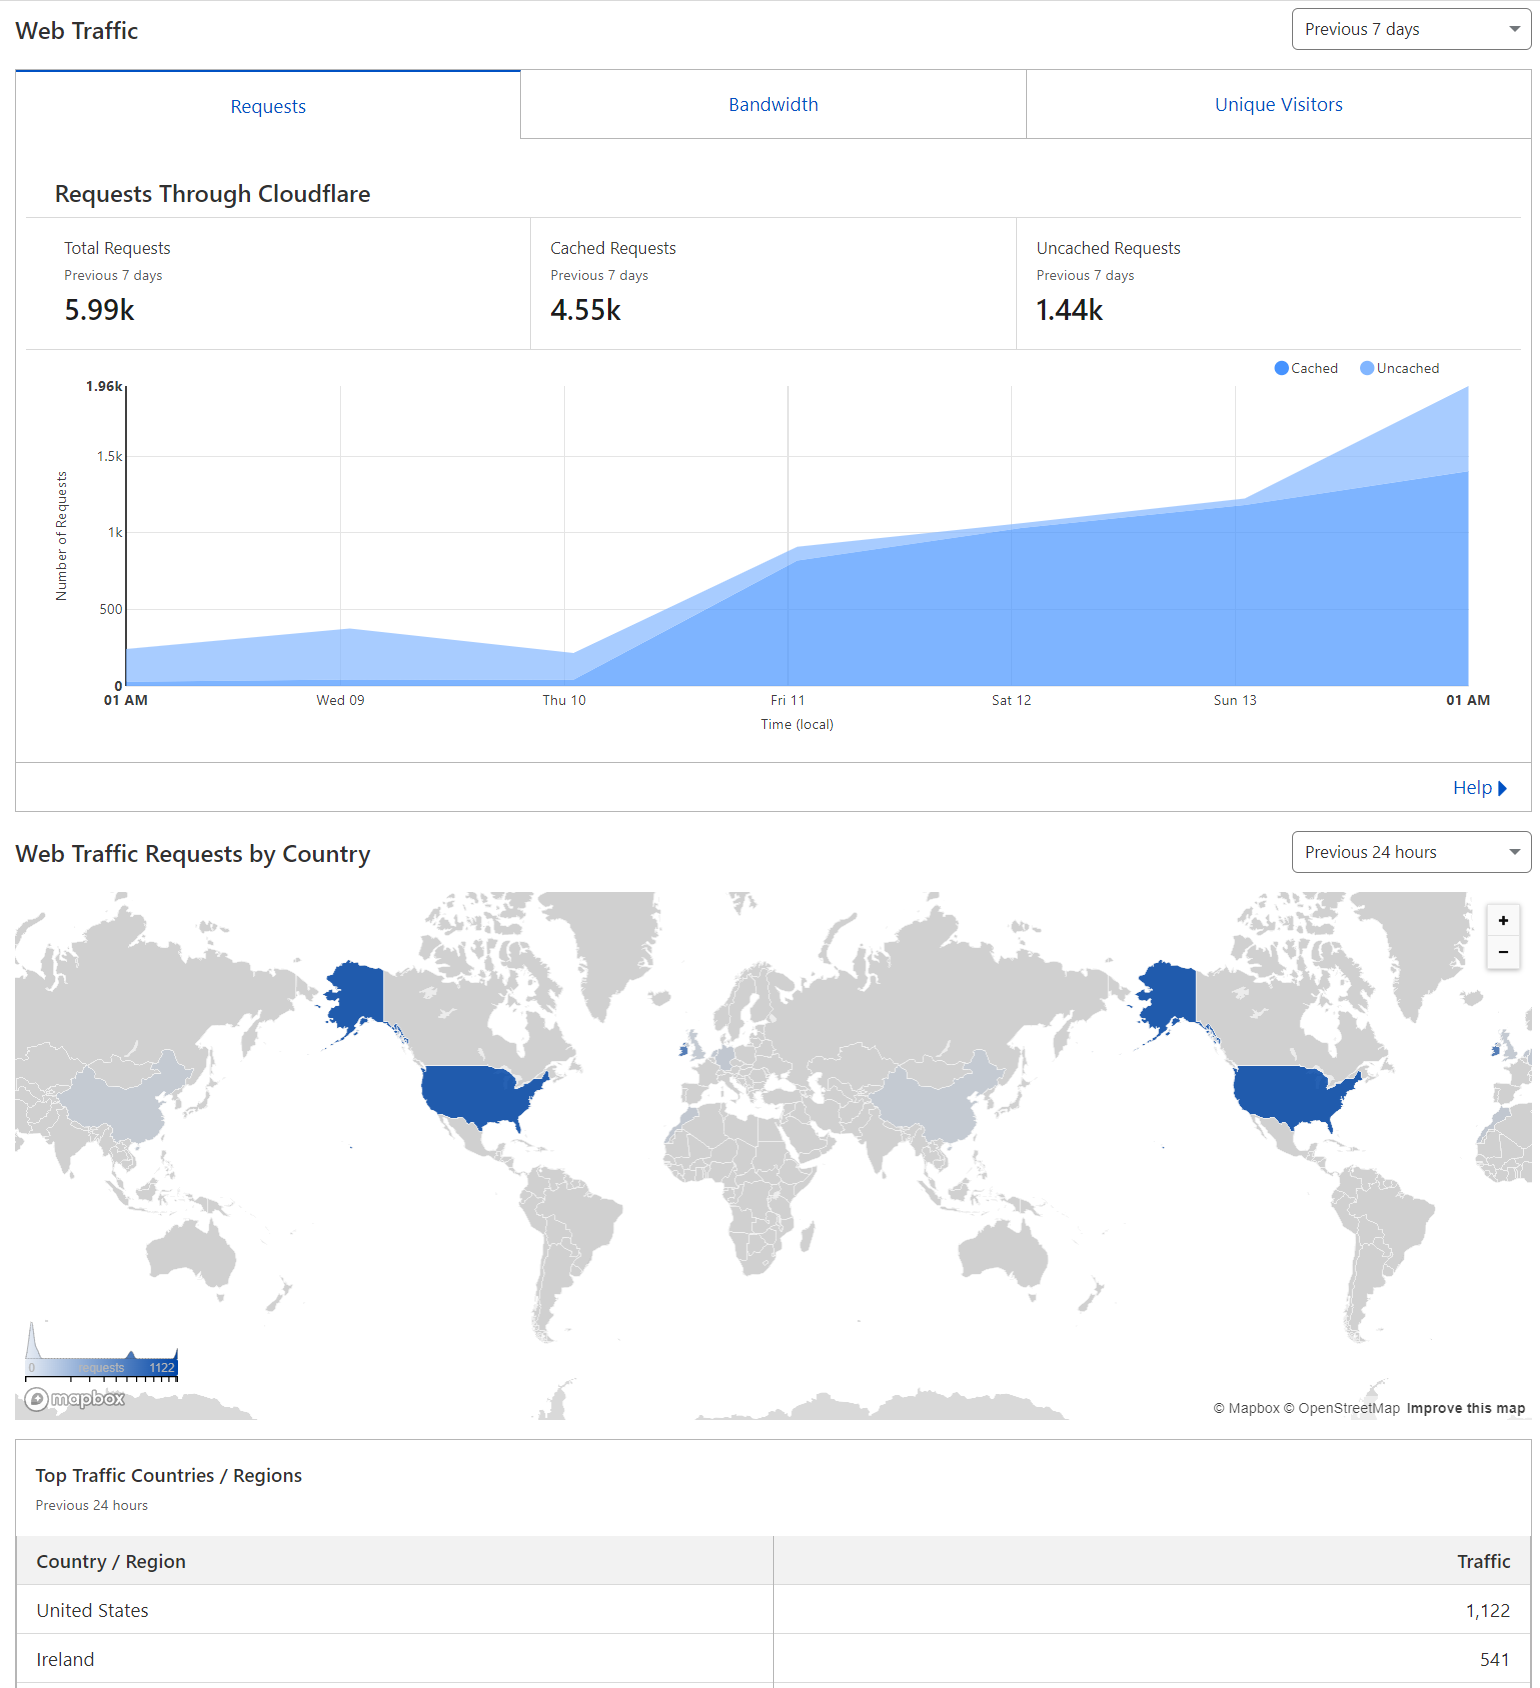 Web Traffic
Previous 7 days
Requests
Bandwidth
Unique Visitors
Requests Through Cloudflare
Total Requests
Previous 7 days
5.99k
Cached Requests
Previous 7 days
4.55k
Uncached Requests
Previous 7 days
1.44k
Cached
Uncached
1.96k
1.5k
1k
500
0
Number of Requests
01 AM
Wed 09
Thu 10
Fri 11
Sat 12
Sun 13
01 AM
Time (local)
Help
Web Traffic Requests by Country
Previous 24 hours
+
−
0 requests 1122
mapbox
© Mapbox © OpenStreetMap Improve this map
Top Traffic Countries / Regions
Previous 24 hours
Country / Region
Traffic
United States
1,122
Ireland
541